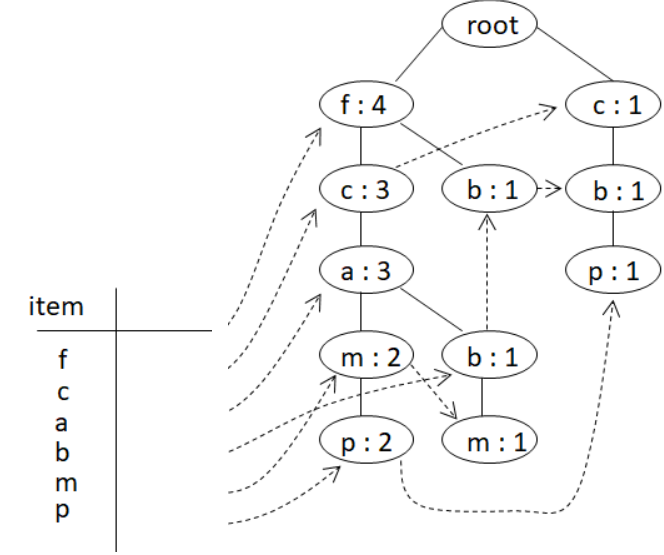 root
f : 4
c : 1
c : 3
b : 1
b : 1
a : 3
p : 1
item
m : 2
b : 1
f
c
a
p : 2
m : 1
b
m
p